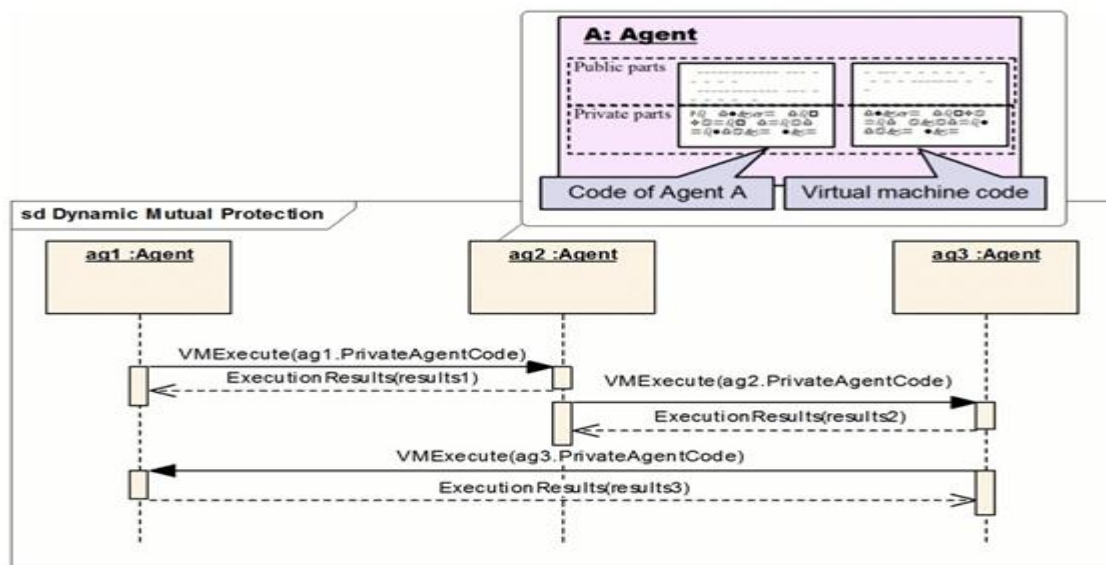 A: Agent
Public parts
Private parts
Code of Agent A
Virtual machine code
sd Dynamic Mutual Protection
ag1 :Agent
ag2 :Agent
ag3 :Agent
VMExecute(ag1.PrivateAgentCode)
ExecutionResults(results1)
VMExecute(ag2.PrivateAgentCode)
ExecutionResults(results2)
VMExecute(ag3.PrivateAgentCode)
ExecutionResults(results3)